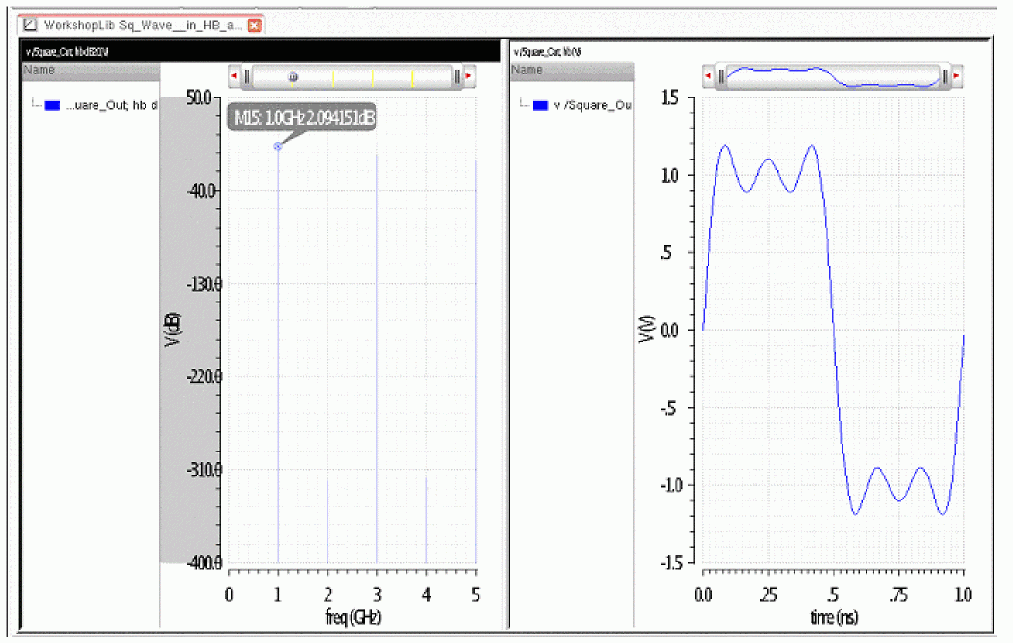 WorkshopLib Sq_Wave__in_HB_a...
v /Square_Out; hb dB20(V)
Name
...uare_Out; hb d
50.0
-40.0
-130.0
-220.0
-310.0
-400.0
V (dB)
M15: 1.0GHz 2.094151dB
0 1 2 3 4 5
freq (GHz)
v /Square_Out; hb (V)
Name
v /Square_Ou
1.5
1.0
.5
0.0
-.5
-1.0
-1.5
V (V)
0.0 .25 .5 .75 1.0
time (ns)